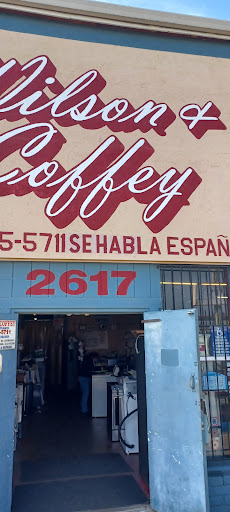 Wilson &
Coffey
5-5711 SE HABLA ESPAÑ
2617